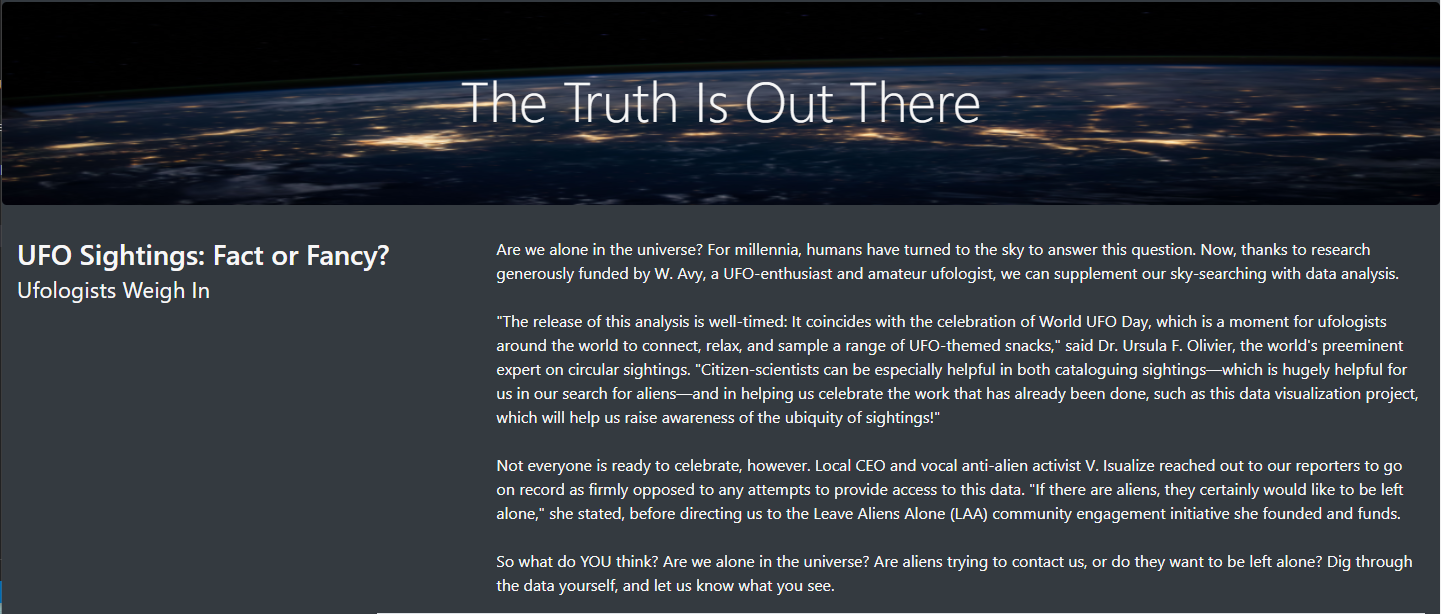 The Truth Is Out There
UFO Sightings: Fact or Fancy?
Ufologists Weigh In
Are we alone in the universe? For millennia, humans have turned to the sky to answer this question. Now, thanks to research
generously funded by W. Avy, a UFO-enthusiast and amateur ufologist, we can supplement our sky-searching with data analysis.
"The release of this analysis is well-timed: It coincides with the celebration of World UFO Day, which is a moment for ufologists
around the world to connect, relax, and sample a range of UFO-themed snacks," said Dr. Ursula F. Olivier, the world's preeminent
expert on circular sightings. "Citizen-scientists can be especially helpful in both cataloguing sightings—which is hugely helpful for
us in our search for aliens—and in helping us celebrate the work that has already been done, such as this data visualization project,
which will help us raise awareness of the ubiquity of sightings!"
Not everyone is ready to celebrate, however. Local CEO and vocal anti-alien activist V. Isualize reached out to our reporters to go
on record as firmly opposed to any attempts to provide access to this data. "If there are aliens, they certainly would like to be left
alone," she stated, before directing us to the Leave Aliens Alone (LAA) community engagement initiative she founded and funds.
So what do YOU think? Are we alone in the universe? Are aliens trying to contact us, or do they want to be left alone? Dig through
the data yourself, and let us know what you see.